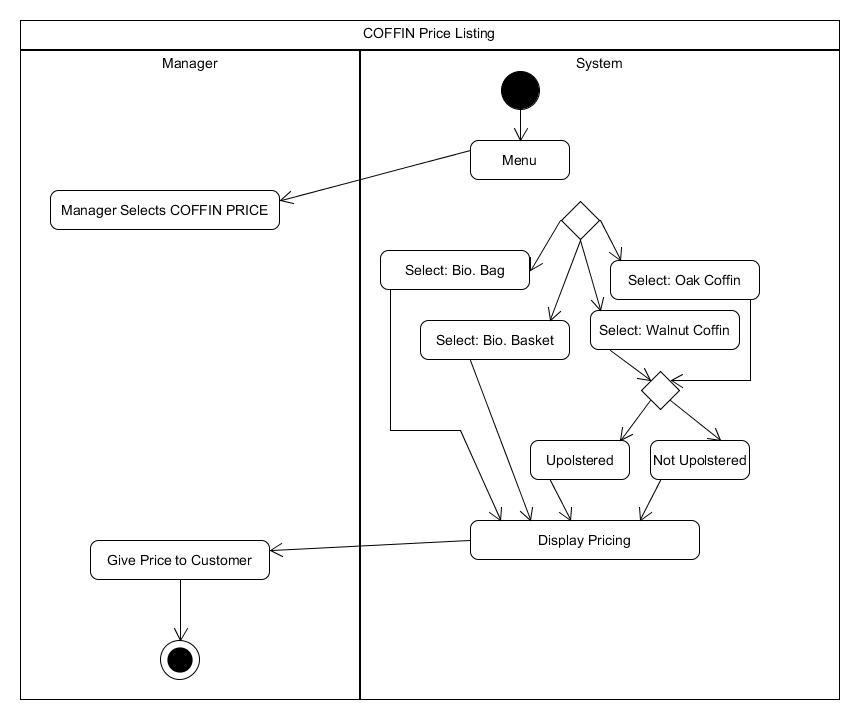 COFFIN Price Listing
Manager
System
Menu
Manager Selects COFFIN PRICE
Select: Bio. Bag
Select: Oak Coffin
Select: Bio. Basket
Select: Walnut Coffin
Upolstered
Not Upolstered
Display Pricing
Give Price to Customer